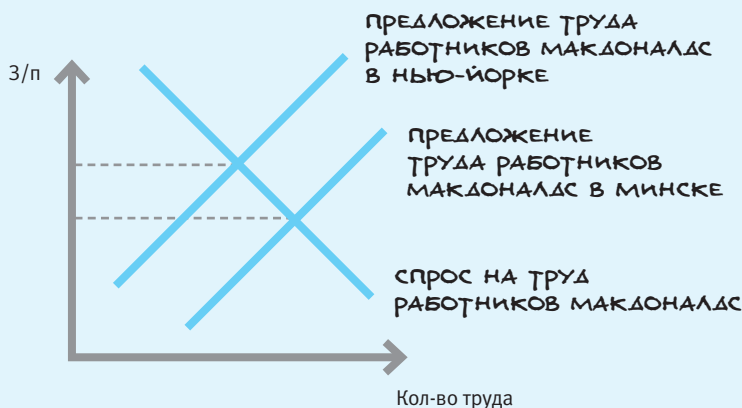 ПРЕДЛОЖЕНИЕ ТРУДА
РАБОТНИКОВ МАКДОНАЛДС
В НЬЮ-ЙОРКЕ
З/п
ПРЕДЛОЖЕНИЕ
ТРУДА РАБОТНИКОВ
МАКДОНАЛДС В МИНСКЕ
СПРОС НА ТРУД
РАБОТНИКОВ МАКДОНАЛДС
Кол-во труда